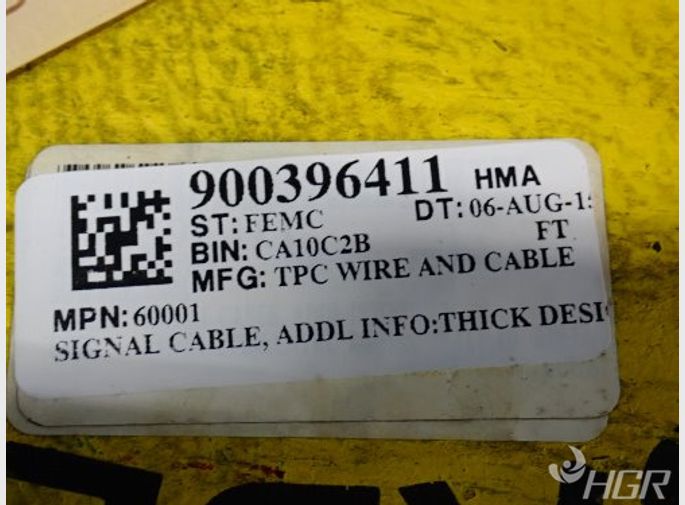 900396411 HMA
ST: FEMC DT: 06-AUG-1
BIN: CA10C2B FT
MFG: TPC WIRE AND CABLE
MPN: 60001
SIGNAL CABLE, ADDL INFO:THICK DESI
HGR